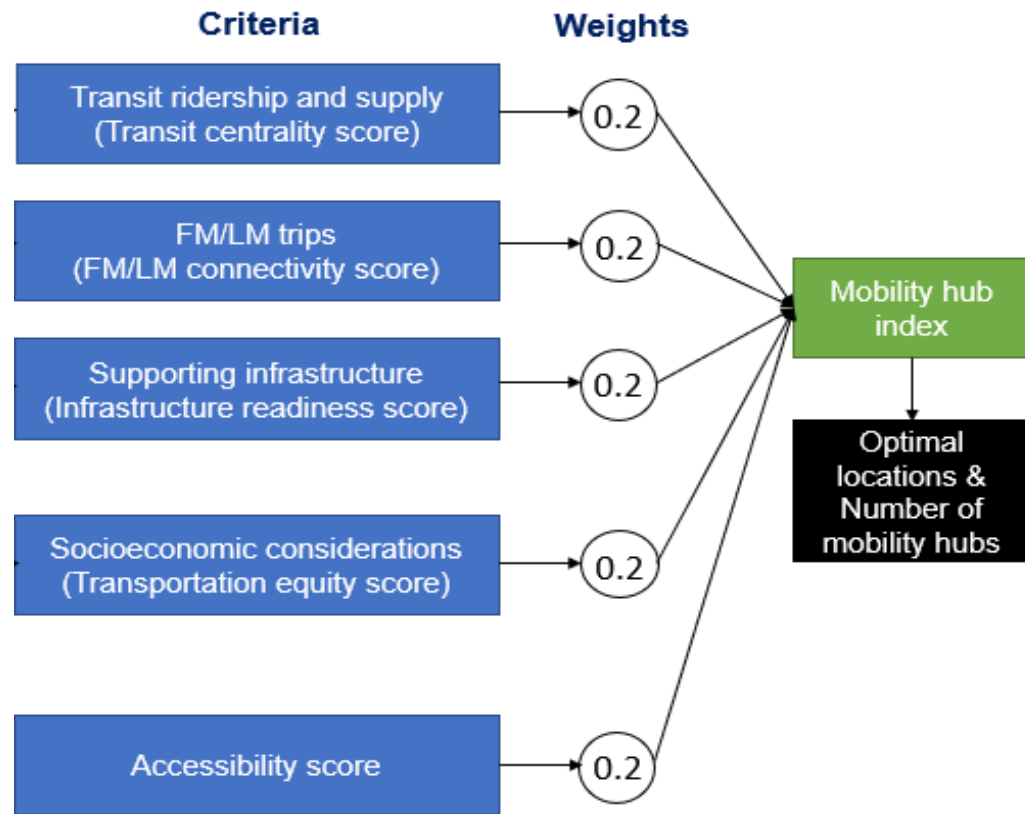 Criteria
Weights
Transit ridership and supply
(Transit centrality score)
0.2
FM/LM trips
(FM/LM connectivity score)
0.2
Supporting infrastructure
(Infrastructure readiness score)
0.2
Socioeconomic considerations
(Transportation equity score)
0.2
Accessibility score
0.2
Mobility hub
index
Optimal
locations &
Number of
mobility hubs